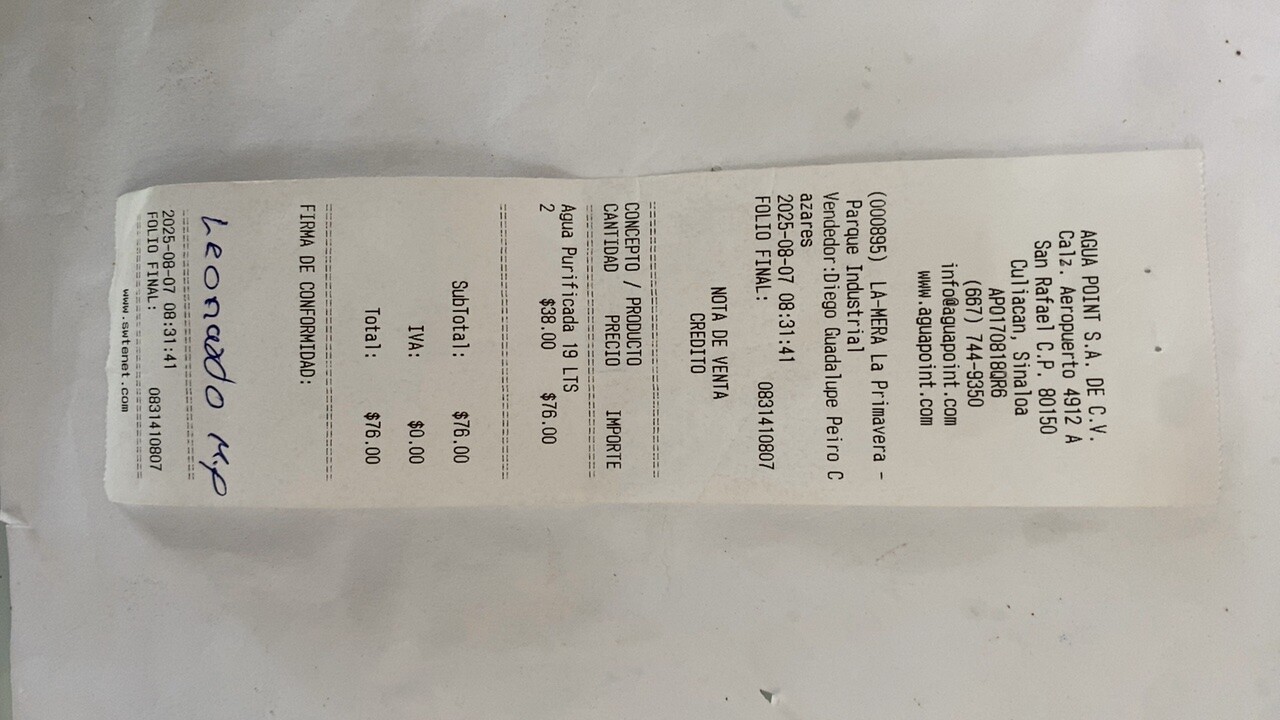 AGUA POINT S.A. DE C.V.
Calz. Aeropuerto 4912 A
San Rafael C.P. 80150
Culiacan, Sinaloa
APO170818QR6
(667) 744-9350
info@aguapoint.com
www.aguapoint.com
(000895) LA-MERA La Primavera -
Parque Industrial
Vendedor:Diego Guadalupe Peiro C
azares
2025-08-07 08:31:41
FOLIO FINAL: 0831410807
NOTA DE VENTA
CREDITO
================================
CONCEPTO / PRODUCTO
CANTIDAD PRECIO IMPORTE
================================
Agua Purificada 19 LTS
2 $38.00 $76.00
================================
SubTotal: $76.00
IVA: $0.00
Total: $76.00
================================
FIRMA DE CONFORMIDAD:
Leonardo M.P
================================
2025-08-07 08:31:41
FOLIO FINAL: 0831410807
================================
www.swtenet.com